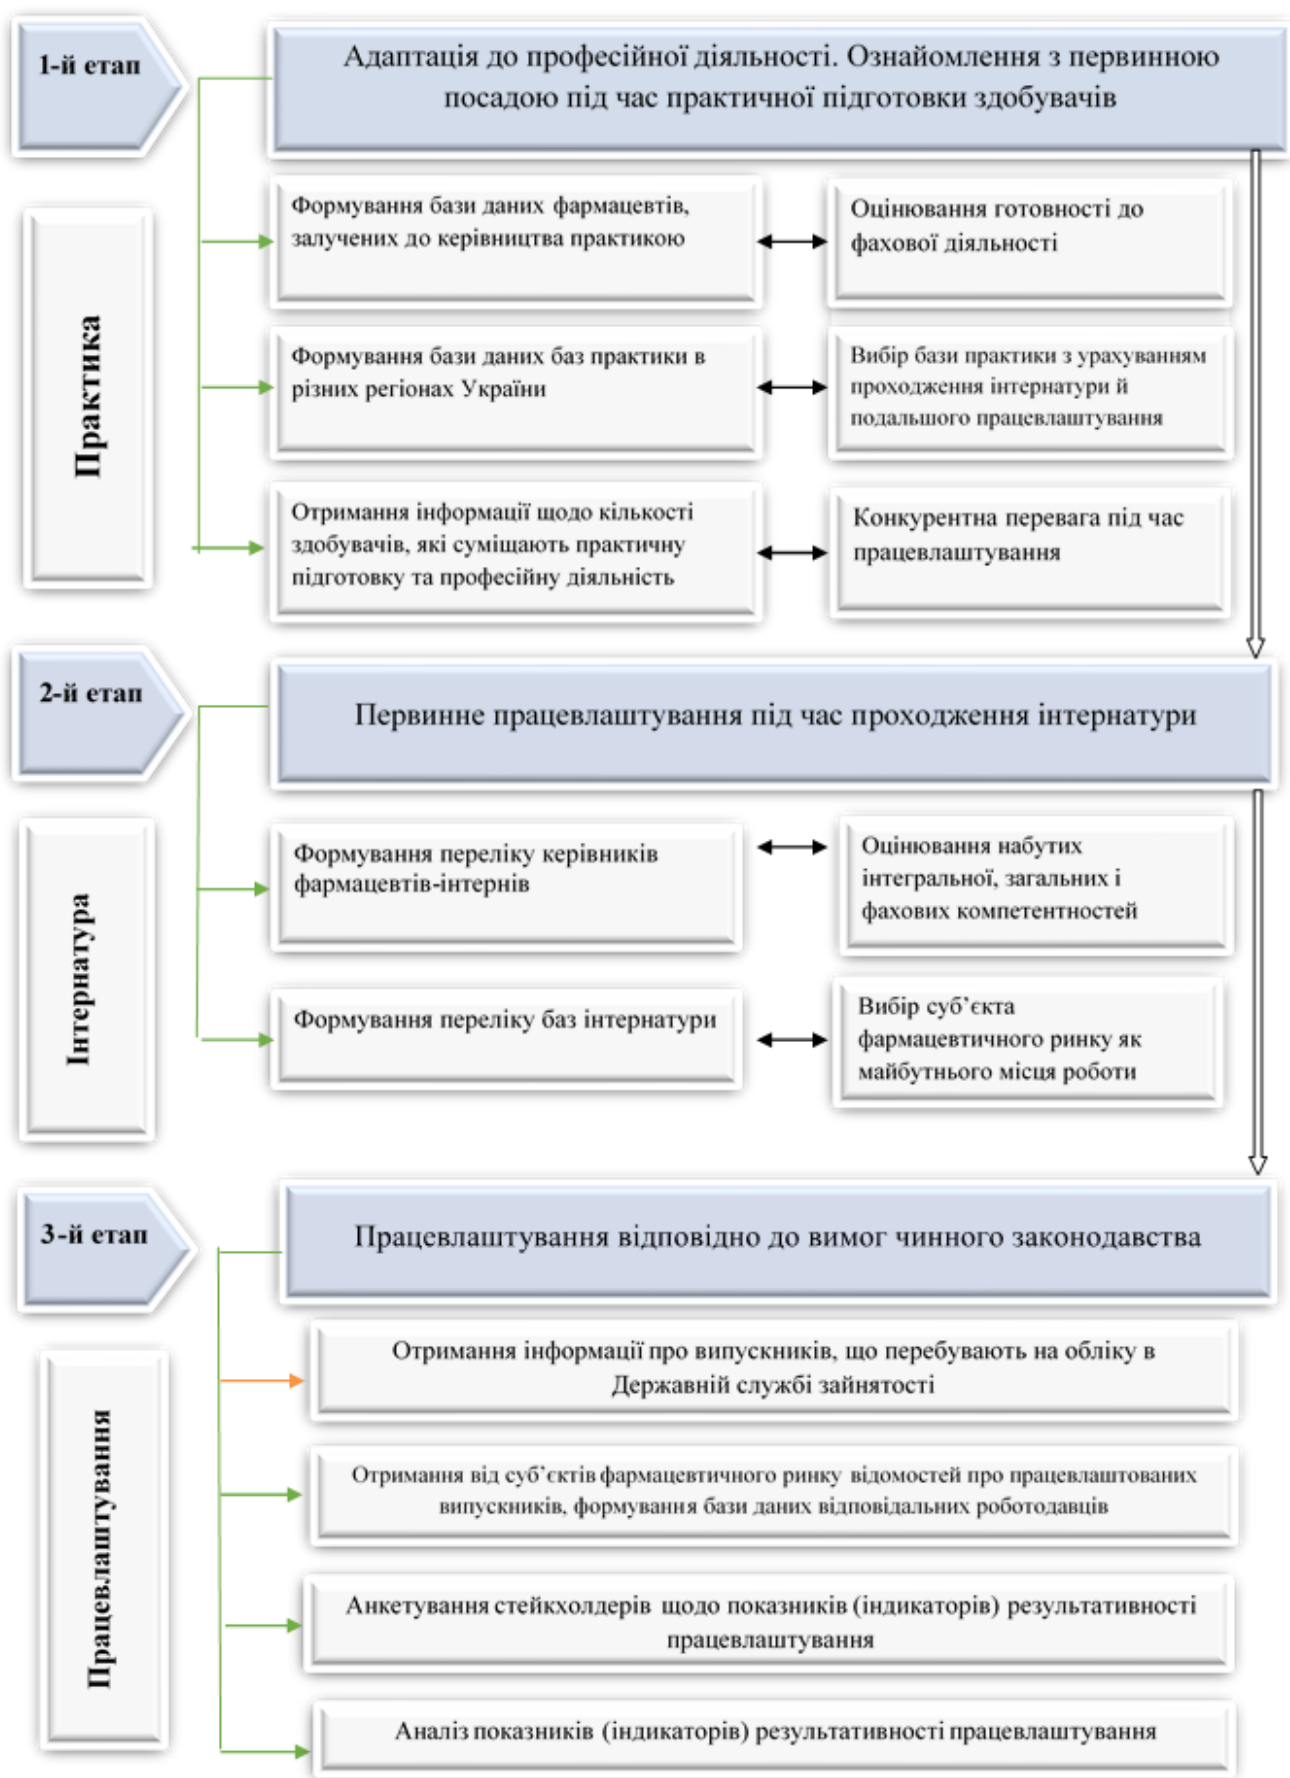 1-й етап
Адаптація до професійної діяльності. Ознайомлення з первинною
посадою під час практичної підготовки здобувачів
Практика
Формування бази даних фармацевтів,
залучених до керівництва практикою
Оцінювання готовності до
фахової діяльності
Формування бази даних баз практики в
різних регіонах України
Вибір бази практики з урахуванням
проходження інтернатури й
подальшого працевлаштування
Отримання інформації щодо кількості
здобувачів, які суміщають практичну
підготовку та професійну діяльність
Конкурентна перевага під час
працевлаштування
2-й етап
Первинне працевлаштування під час проходження інтернатури
Інтернатура
Формування переліку керівників
фармацевтів-інтернів
Оцінювання набутих
інтегральної, загальних і
фахових компетентностей
Формування переліку баз інтернатури
Вибір суб’єкта
фармацевтичного ринку як
майбутнього місця роботи
3-й етап
Працевлаштування відповідно до вимог чинного законодавства
Працевлаштування
Отримання інформації про випускників, що перебувають на обліку в
Державній службі зайнятості
Отримання від суб’єктів фармацевтичного ринку відомостей про працевлаштованих
випускників, формування бази даних відповідальних роботодавців
Анкетування стейкхолдерів щодо показників (індикаторів) результативності
працевлаштування
Аналіз показників (індикаторів) результативності працевлаштування